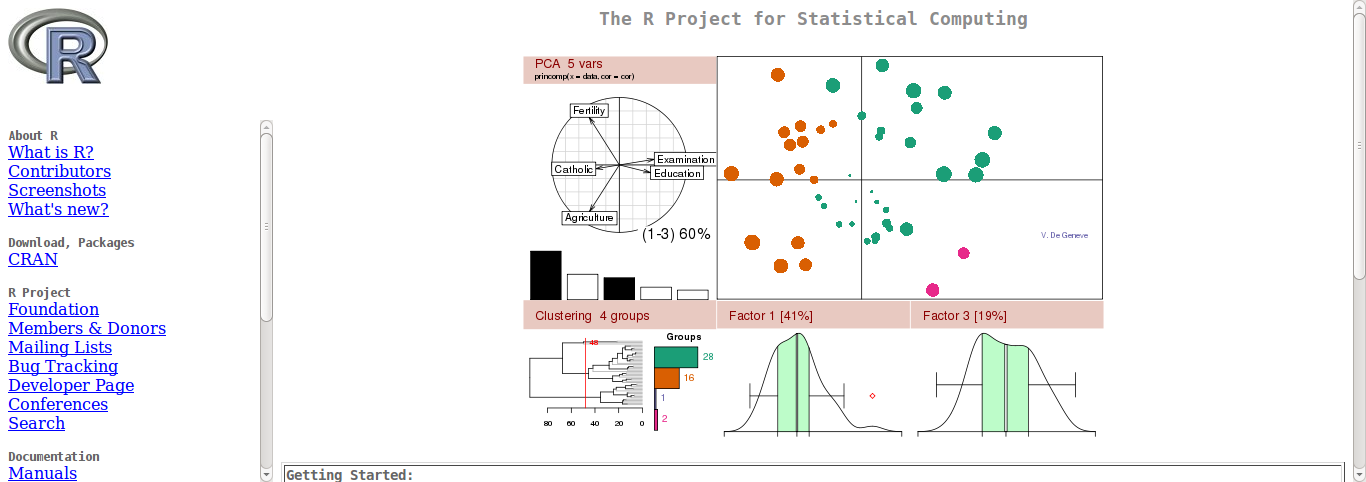 R
The R Project for Statistical Computing
About R
What is R?
Contributors
Screenshots
What's new?
Download, Packages
CRAN
R Project
Foundation
Members & Donors
Mailing Lists
Bug Tracking
Developer Page
Conferences
Search
Documentation
Manuals
PCA 5 vars
princomp(x = data, cor = cor)
Fertility
Examination
Catholic
Education
Agriculture
(1-3) 60%
V. De Geneve
Clustering 4 groups
Factor 1 [41%]
Factor 3 [19%]
48
Groups
28
16
1
2
80 60 40 20 0
Getting Started: